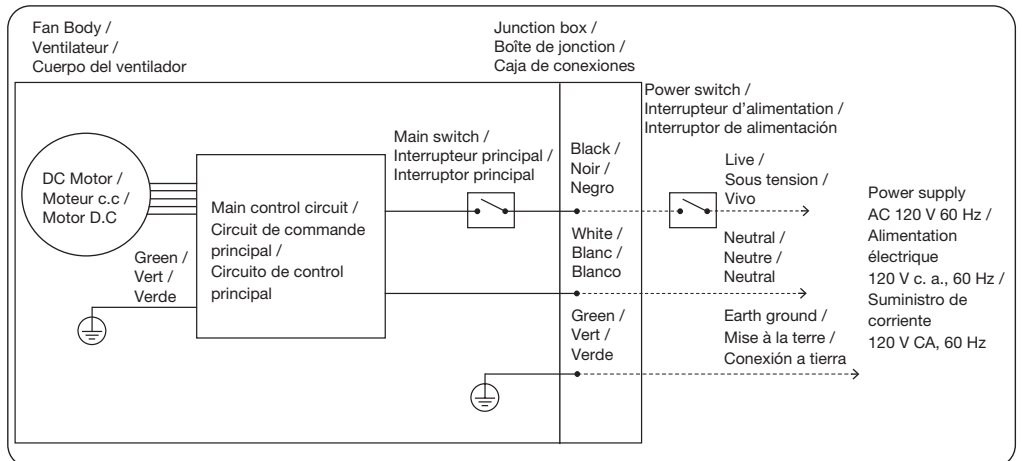 Fan Body /
Ventilateur /
Cuerpo del ventilador
Junction box /
Boîte de jonction /
Caja de conexiones
Power switch /
Interrupteur d'alimentation /
Interruptor de alimentación
Main switch /
Interrupteur principal /
Interruptor principal
Black /
Noir /
Negro
Live /
Sous tension /
Vivo
DC Motor /
Moteur c.c /
Motor D.C
Main control circuit /
Circuit de commande
principal /
Circuito de control
principal
Green /
Vert /
Verde
White /
Blanc /
Blanco
Neutral /
Neutre /
Neutral
Green /
Vert /
Verde
Earth ground /
Mise à la terre /
Conexión a tierra
Power supply
AC 120 V 60 Hz /
Alimentation
électrique
120 V c. a., 60 Hz /
Suministro de
corriente
120 V CA, 60 Hz